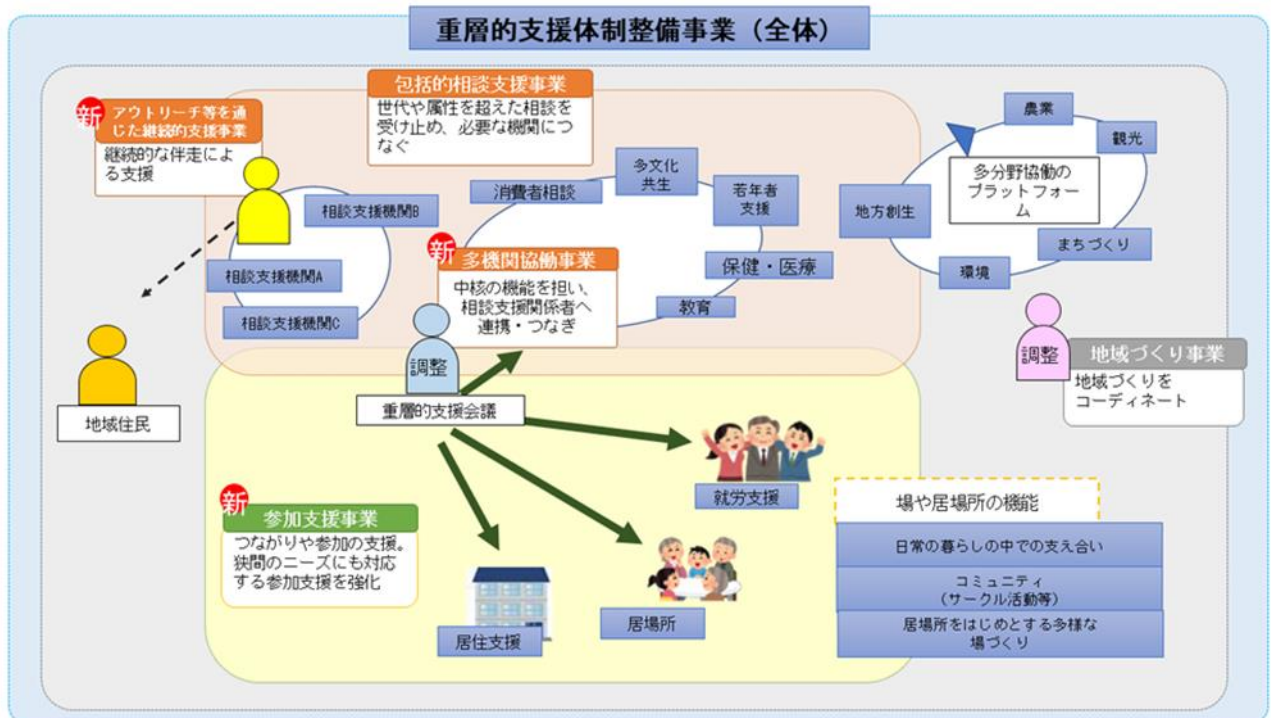 重層的支援体制整備事業（全体）
新
アウトリーチ等を通
じた継続的支援事業
継続的な伴走によ
る支援
包括的相談支援事業
世代や属性を超えた相談を
受け止め、必要な機関につ
なぐ
相談支援機関B
相談支援機関A
相談支援機関C
消費者相談
多文化
共生
若年者
支援
保健・医療
教育
新
多機関協働事業
中核の機能を担い、
相談支援関係者へ
連携・つなぎ
農業
観光
多分野協働の
プラットフォー
ム
地方創生
まちづくり
環境
調整
地域づくり事業
地域づくりを
コーディネート
地域住民
調整
重層的支援会議
新
参加支援事業
つながりや参加の支援。
狭間のニーズにも対応
する参加支援を強化
就労支援
居場所
居住支援
場や居場所の機能
日常の暮らしの中での支え合い
コミュニティ
（サークル活動等）
居場所をはじめとする多様な
場づくり